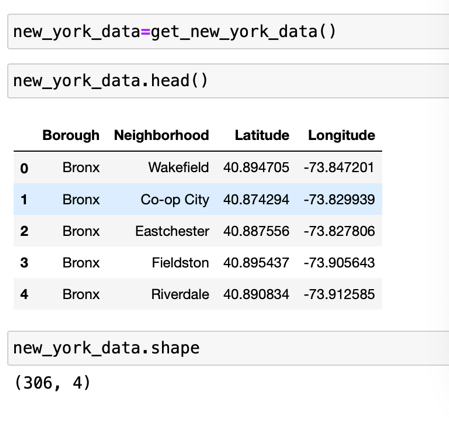 new_york_data=get_new_york_data()
new_york_data.head()
Borough Neighborhood Latitude Longitude
0 Bronx Wakefield 40.894705 -73.847201
1 Bronx Co-op City 40.874294 -73.829939
2 Bronx Eastchester 40.887556 -73.827806
3 Bronx Fieldston 40.895437 -73.905643
4 Bronx Riverdale 40.890834 -73.912585
new_york_data.shape
(306, 4)